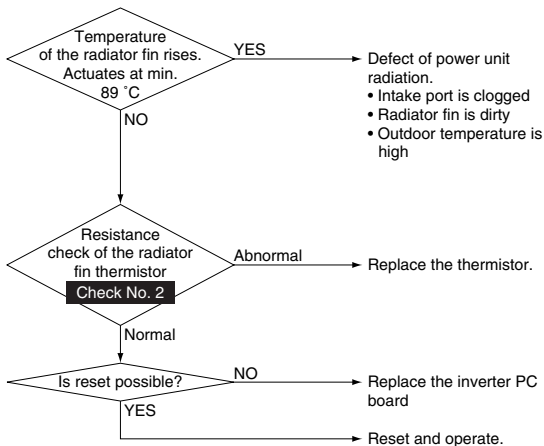 Temperature
of the radiator fin rises.
Actuates at min.
89 ˚C
YES
Defect of power unit
radiation.
• Intake port is clogged
• Radiator fin is dirty
• Outdoor temperature is
high
NO
Resistance
check of the radiator
fin thermistor
Check No. 2
Abnormal
Replace the thermistor.
Normal
Is reset possible?
NO
Replace the inverter PC
board
YES
Reset and operate.